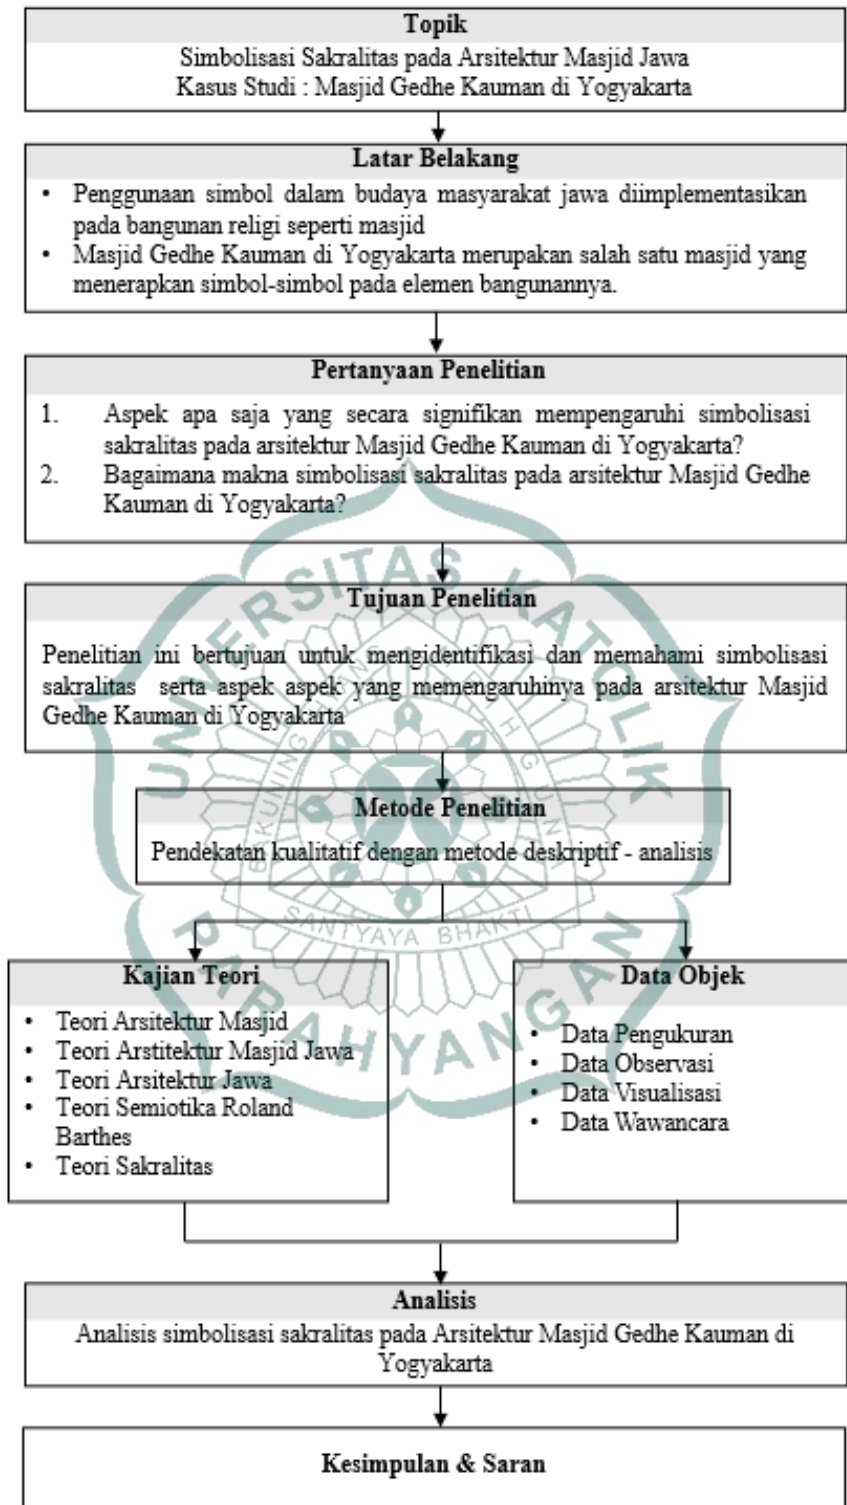 Topik
Simbolisasi Sakralitas pada Arsitektur Masjid Jawa
Kasus Studi : Masjid Gedhe Kauman di Yogyakarta
Latar Belakang
• Penggunaan simbol dalam budaya masyarakat jawa diimplementasikan
pada bangunan religi seperti masjid
• Masjid Gedhe Kauman di Yogyakarta merupakan salah satu masjid yang
menerapkan simbol-simbol pada elemen bangunannya.
Pertanyaan Penelitian
1. Aspek apa saja yang secara signifikan mempengaruhi simbolisasi
sakralitas pada arsitektur Masjid Gedhe Kauman di Yogyakarta?
2. Bagaimana makna simbolisasi sakralitas pada arsitektur Masjid Gedhe
Kauman di Yogyakarta?
Tujuan Penelitian
Penelitian ini bertujuan untuk mengidentifikasi dan memahami simbolisasi
sakralitas serta aspek aspek yang memengaruhinya pada arsitektur Masjid
Gedhe Kauman di Yogyakarta
Metode Penelitian
Pendekatan kualitatif dengan metode deskriptif - analisis
Kajian Teori
• Teori Arsitektur Masjid
• Teori Arstitektur Masjid Jawa
• Teori Arsitektur Jawa
• Teori Semiotika Roland
Barthes
• Teori Sakralitas
Data Objek
• Data Pengukuran
• Data Observasi
• Data Visualisasi
• Data Wawancara
Analisis
Analisis simbolisasi sakralitas pada Arsitektur Masjid Gedhe Kauman di
Yogyakarta
Kesimpulan & Saran
UNIVERSITAS KATOLIK
PARAHYANGAN
SANTYAYA BHAKTI